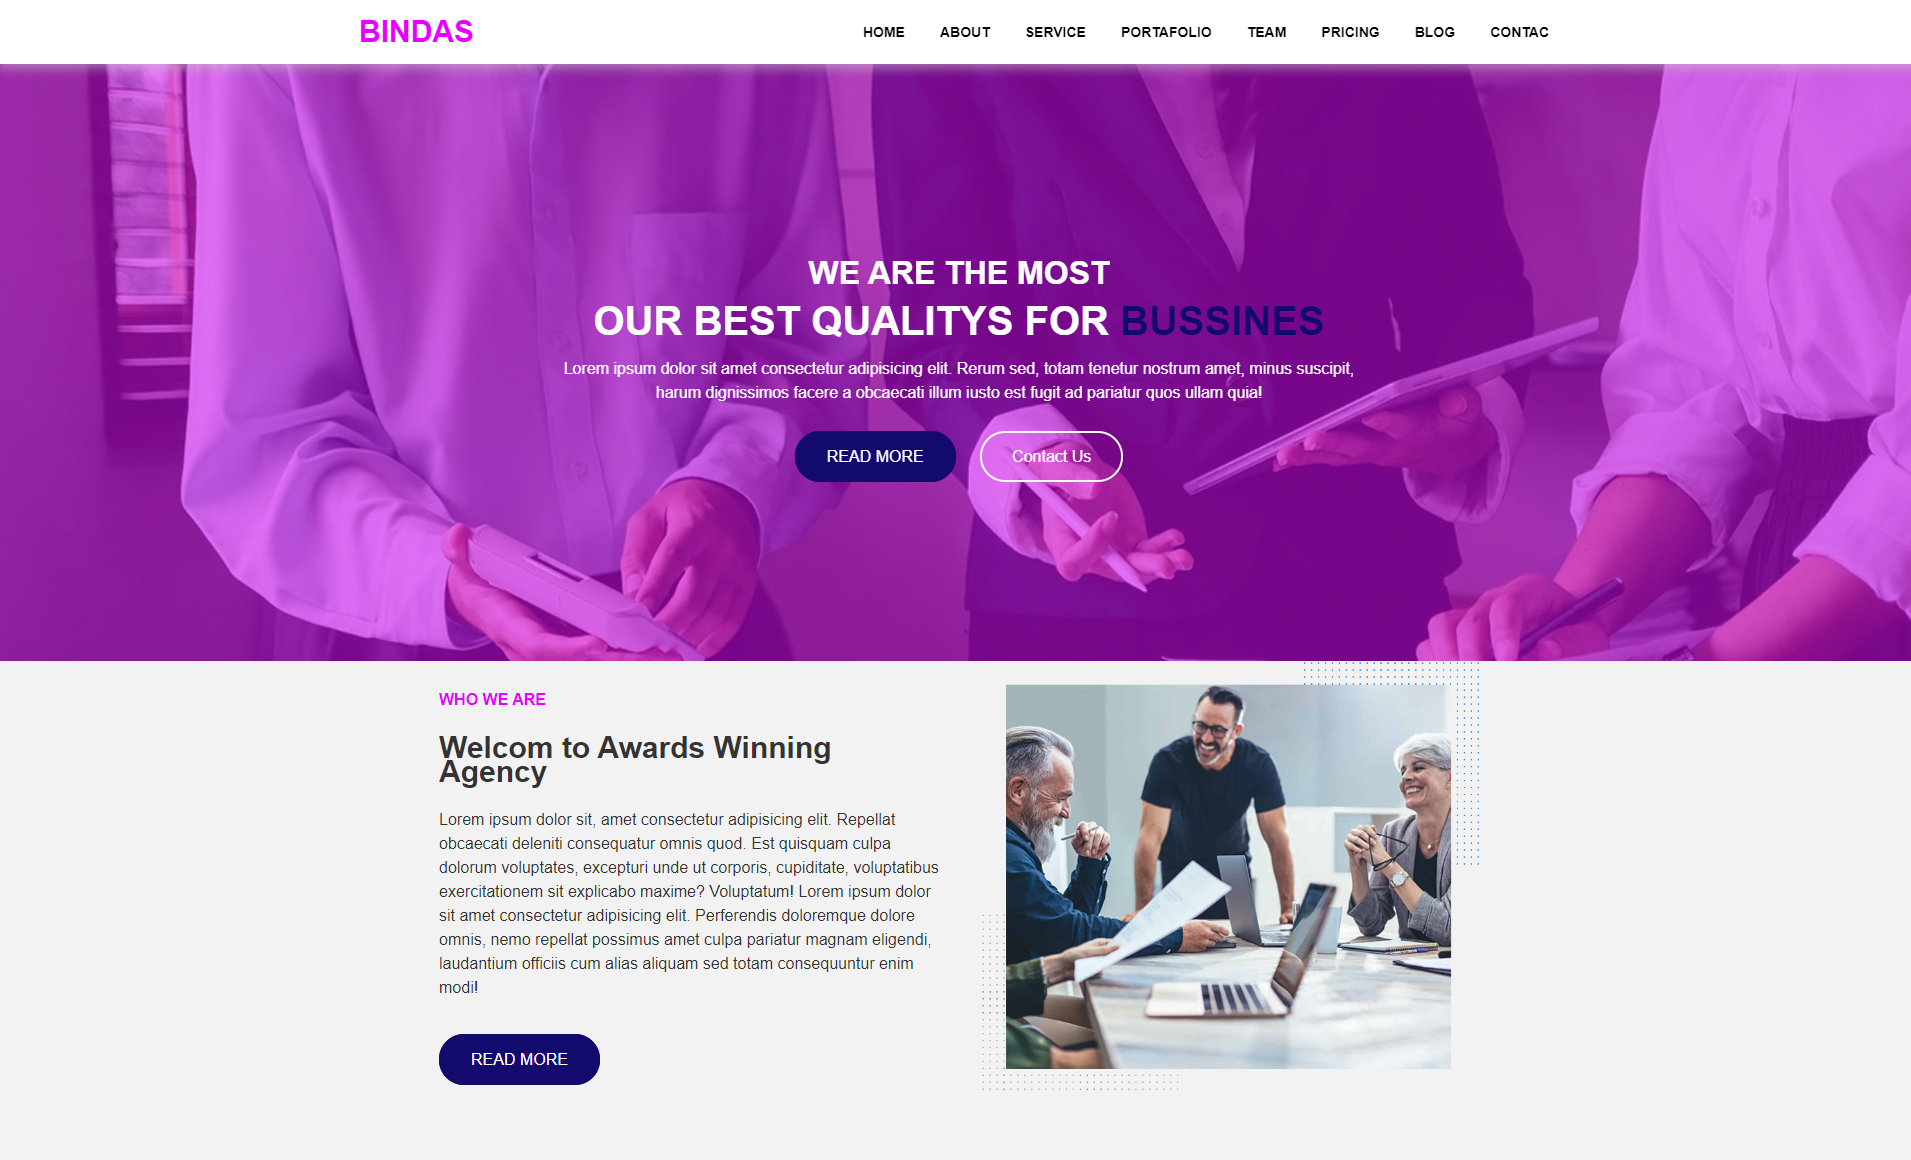 BINDAS
HOME ABOUT SERVICE PORTAFOLIO TEAM PRICING BLOG CONTAC
WE ARE THE MOST
OUR BEST QUALITYS FOR BUSSINES
Lorem ipsum dolor sit amet consectetur adipisicing elit. Rerum sed, totam tenetur nostrum amet, minus suscipit,
harum dignissimos facere a obcaecati illum iusto est fugit ad pariatur quos ullam quia!
READ MORE Contact Us
WHO WE ARE
Welcom to Awards Winning
Agency
Lorem ipsum dolor sit, amet consectetur adipisicing elit. Repellat
obcaecati deleniti consequatur omnis quod. Est quisquam culpa
dolorum voluptates, excepturi unde ut corporis, cupiditate, voluptatibus
exercitationem sit explicabo maxime? Voluptatum! Lorem ipsum dolor
sit amet consectetur adipisicing elit. Perferendis doloremque dolore
omnis, nemo repellat possimus amet culpa pariatur magnam eligendi,
laudantium officiis cum alias aliquam sed totam consequuntur enim
modi!
READ MORE